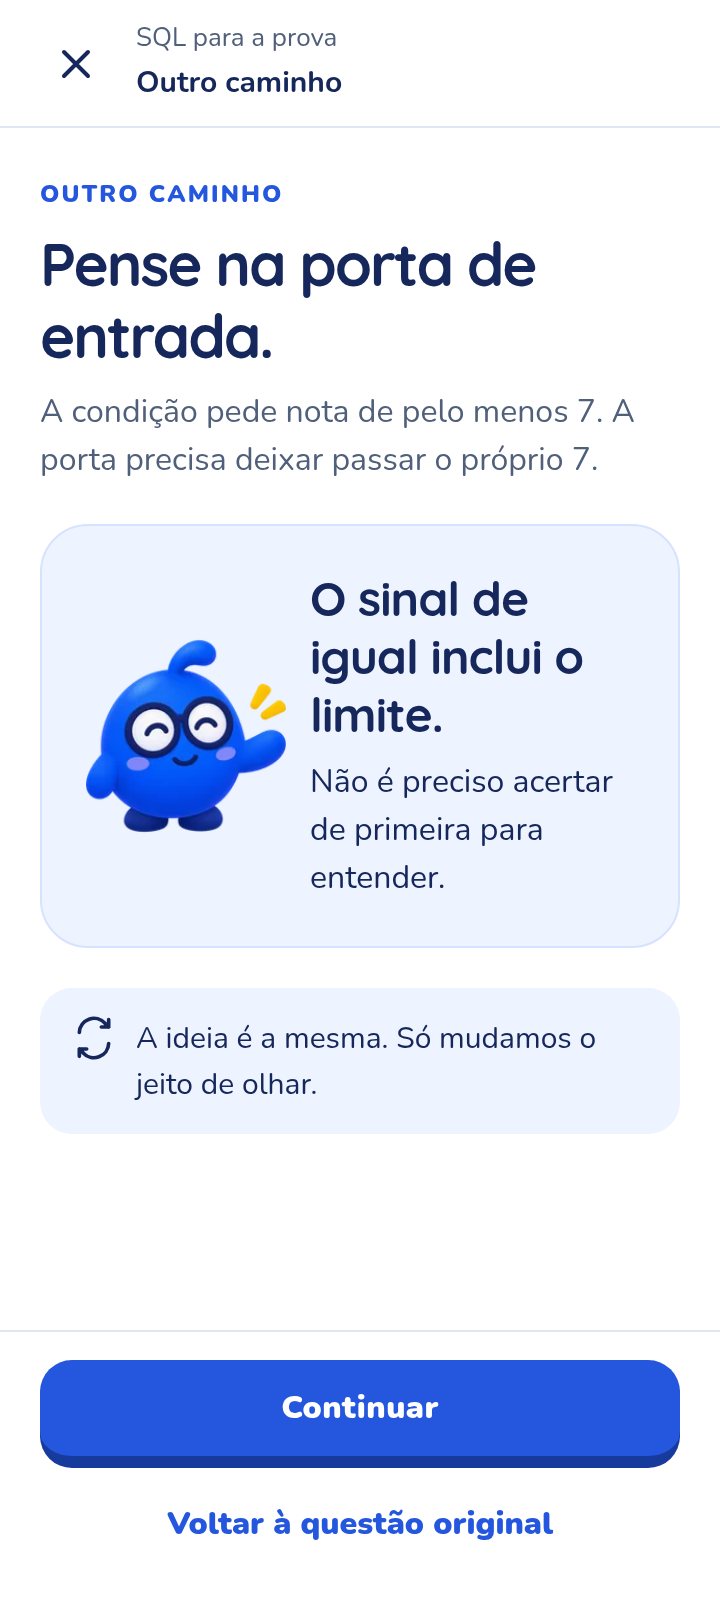 SQL para a prova
Outro caminho
OUTRO CAMINHO
Pense na porta de
entrada.
A condição pede nota de pelo menos 7. A
porta precisa deixar passar o próprio 7.
O sinal de
igual inclui o
limite.
Não é preciso acertar
de primeira para
entender.
A ideia é a mesma. Só mudamos o
jeito de olhar.
Continuar
Voltar à questão original